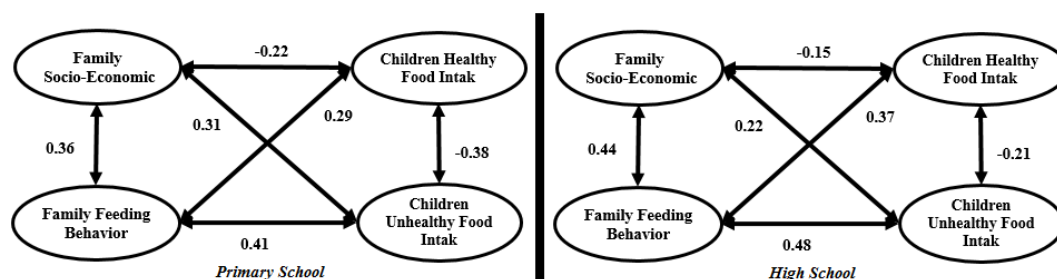 Family
Socio-Economic
-0.22
Children Healthy
Food Intak
0.36
0.31
0.29
-0.38
Family Feeding
Behavior
0.41
Children
Unhealthy Food
Intak
Primary School
Family
Socio-Economic
-0.15
Children Healthy
Food Intak
0.44
0.22
0.37
-0.21
Family Feeding
Behavior
0.48
Children
Unhealthy Food
Intak
High School